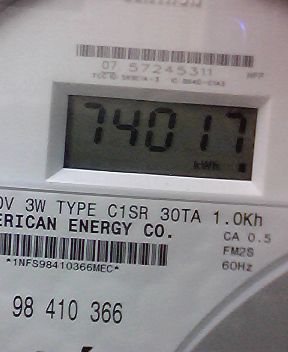 07 57245311
74017
kWh
0V 3W TYPE C1SR 30TA 1.0Kh
ERICAN ENERGY CO.
CA 0.5
FM2S
60Hz
*1NFS98410366MEC*
98 410 366